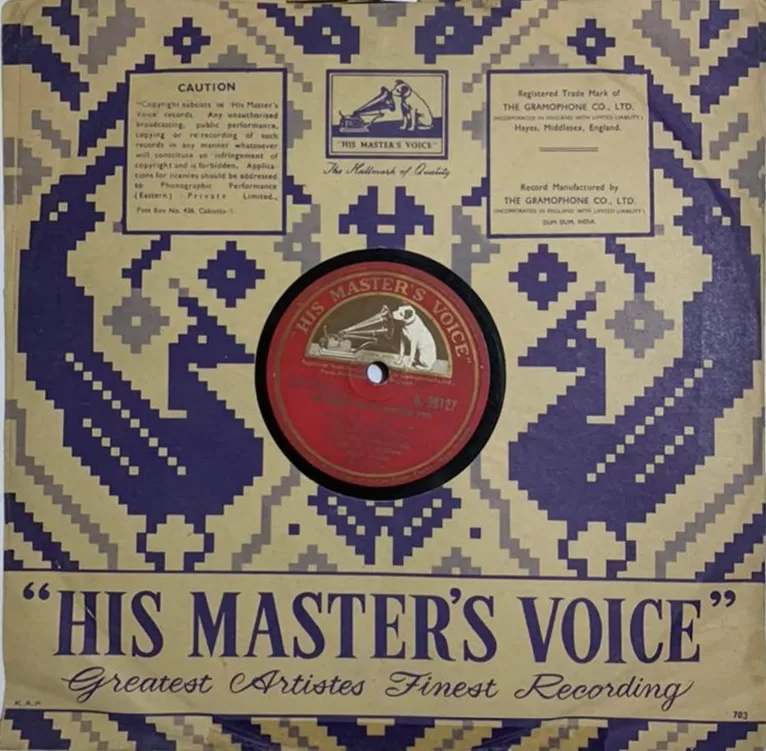 CAUTION
"Copyright subsists in 'His Master's
Voice' records. Any unauthorised
broadcasting, public performance,
copying or re-recording of such
records in any manner whatsoever
will constitute an infringement of
copyright and is forbidden. Applica-
tions for licences should be addressed
to Phonographic Performance
(Eastern) Private Limited.,
Post Box No. 436, Calcutta-1.
"HIS MASTER'S VOICE"
The Hallmark of Quality
Registered Trade Mark of
THE GRAMOPHONE CO., LTD.
(INCORPORATED IN ENGLAND WITH LIMITED LIABILITY)
Hayes, Middlesex, England.
Record Manufactured by
THE GRAMOPHONE CO., LTD.
(INCORPORATED IN ENGLAND WITH LIMITED LIABILITY)
DUM DUM, INDIA.
"HIS MASTER'S VOICE"
38127
"HIS MASTER'S VOICE"
Greatest Artistes Finest Recording
K.A.P.
703